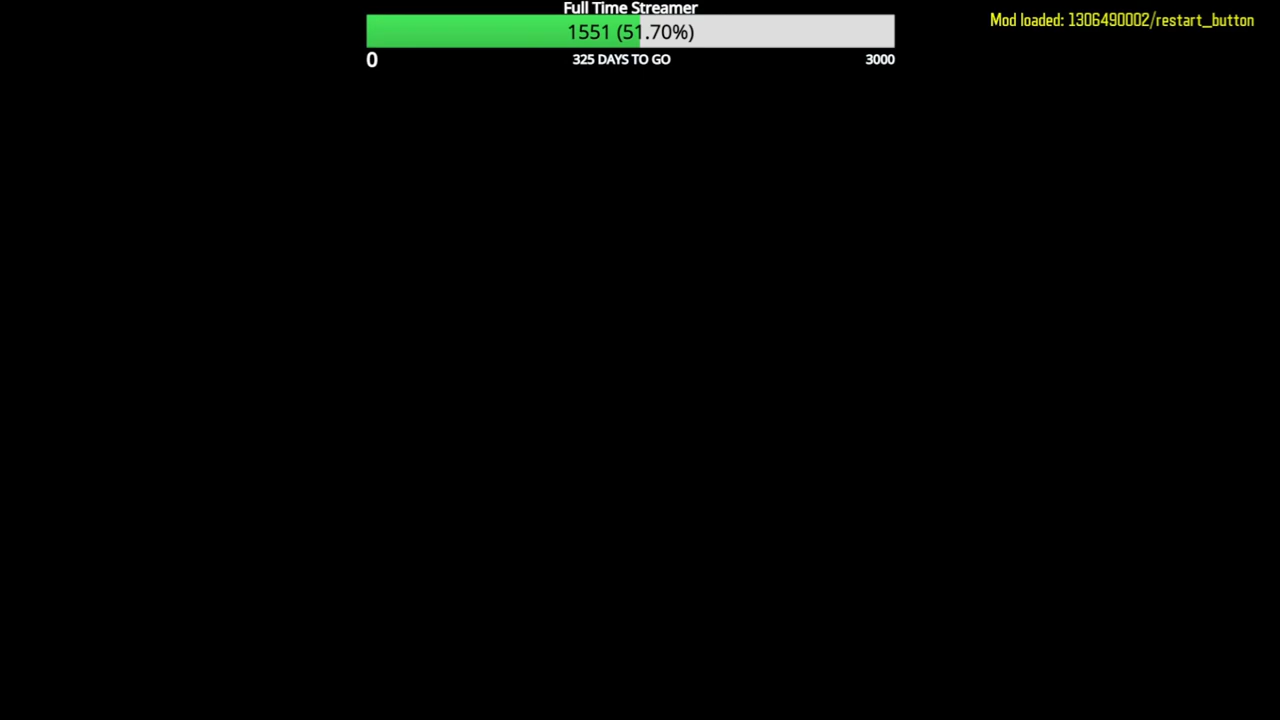 Full Time Streamer
1551 (51.70%)
0
325 DAYS TO GO
3000
Mod loaded: 1306490002/restart_button